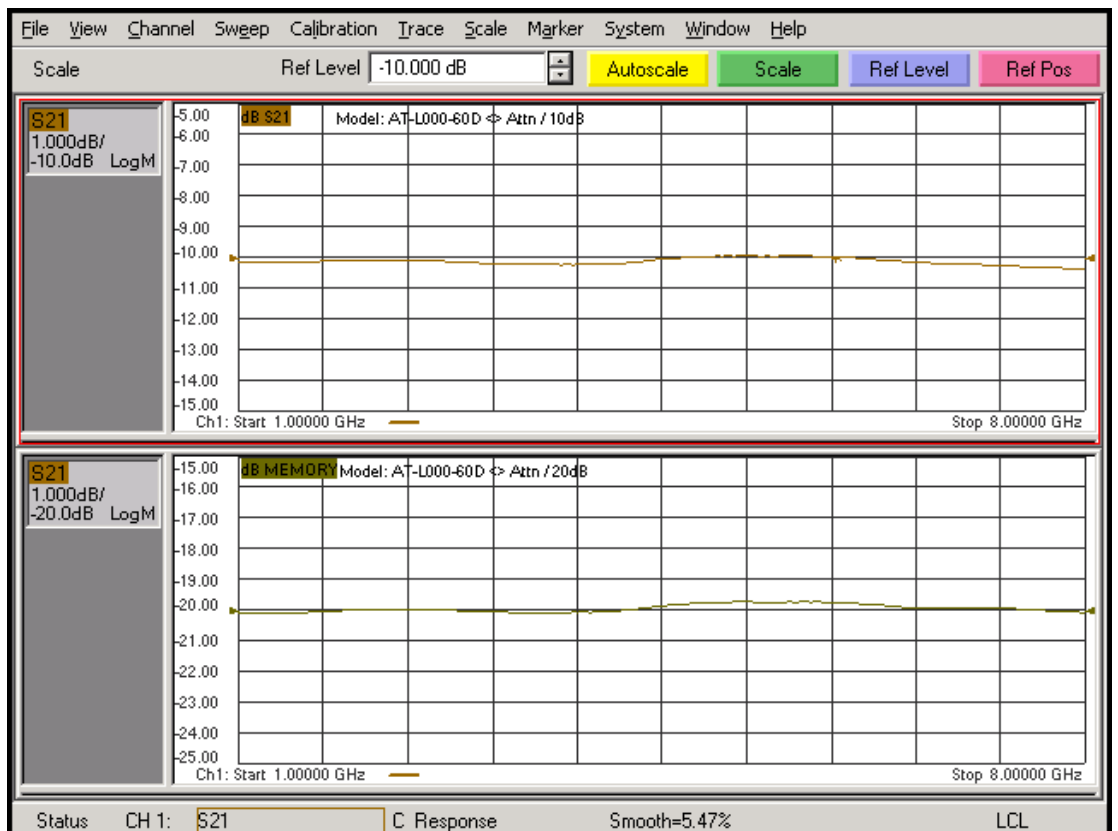 File View Channel Sweep Calibration Trace Scale Marker System Window Help
Scale Ref Level -10.000 dB Autoscale Scale Ref Level Ref Pos
S21
1.000dB/
-10.0dB LogM
dB S21 Model: AT-L000-60D <> Attn / 10dB
-5.00
-6.00
-7.00
-8.00
-9.00
-10.00
-11.00
-12.00
-13.00
-14.00
-15.00
Ch1: Start 1.00000 GHz Stop 8.00000 GHz
S21
1.000dB/
-20.0dB LogM
dB MEMORY Model: AT-L000-60D <> Attn / 20dB
-15.00
-16.00
-17.00
-18.00
-19.00
-20.00
-21.00
-22.00
-23.00
-24.00
-25.00
Ch1: Start 1.00000 GHz Stop 8.00000 GHz
Status CH 1: S21 C Response Smooth=5.47% LCL